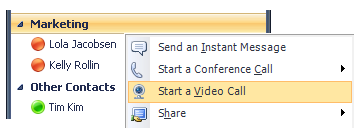 Marketing
Lola Jacobsen
Kelly Rollin
Other Contacts
Tim Kim
Send an Instant Message
Start a Conference Call
Start a Video Call
Share